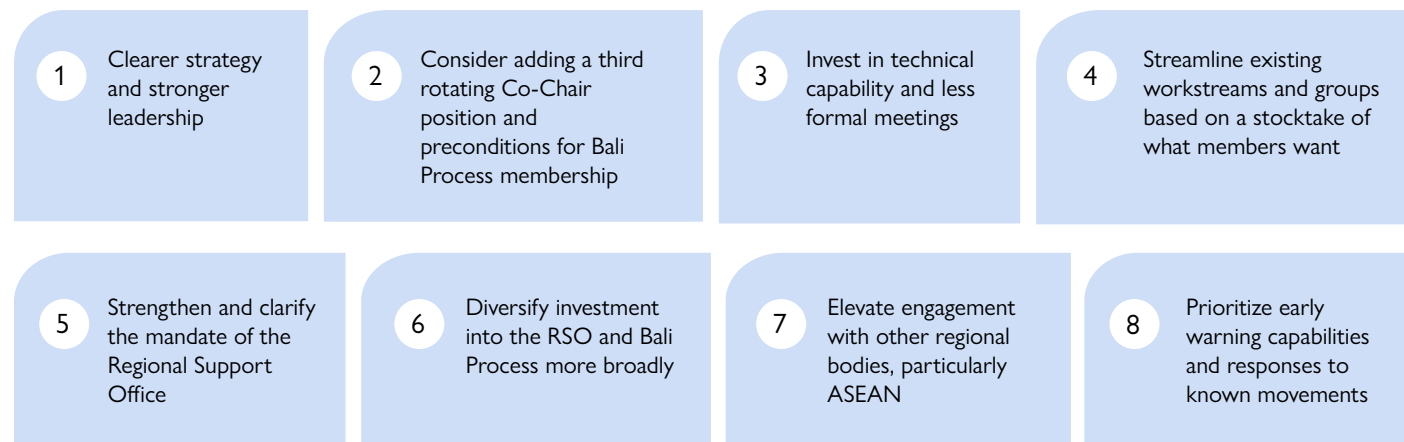 1
Clearer strategy
and stronger
leadership
2
Consider adding a third
rotating Co-Chair
position and
preconditions for Bali
Process membership
3
Invest in technical
capability and less
formal meetings
4
Streamline existing
workstreams and groups
based on a stocktake of
what members want
5
Strengthen and clarify
the mandate of the
Regional Support
Office
6
Diversify investment
into the RSO and Bali
Process more broadly
7
Elevate engagement
with other regional
bodies, particularly
ASEAN
8
Prioritize early
warning capabilities
and responses to
known movements